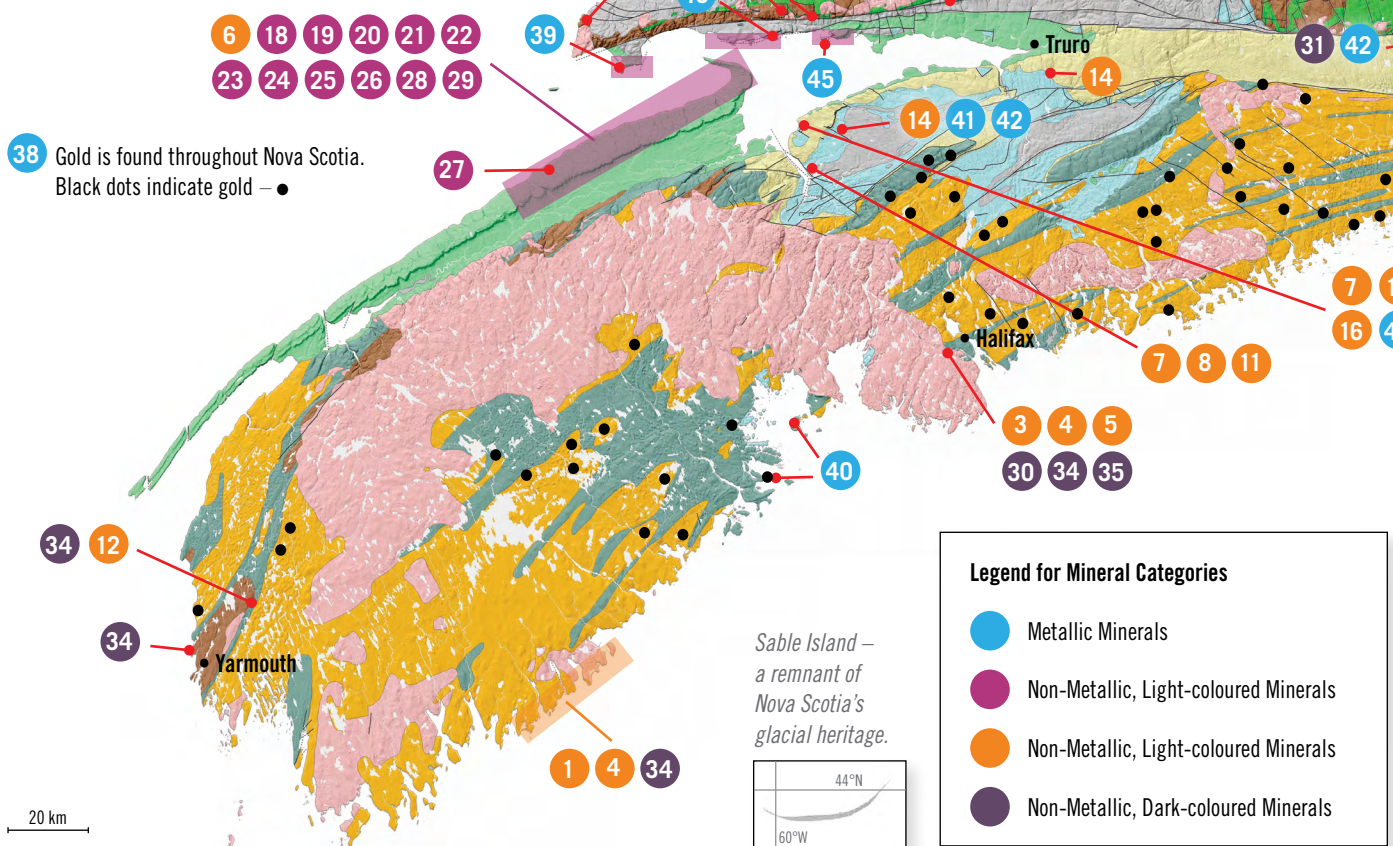 6 18 19 20 21 22
23 24 25 26 28 29
39
45
Truro
31 42
14
14 41 42
38 Gold is found throughout Nova Scotia.
Black dots indicate gold – ●
27
7
16
Halifax
7 8 11
3 4 5
30 34 35
40
34 12
34
Yarmouth
1 4 34
Sable Island –
a remnant of
Nova Scotia’s
glacial heritage.
44°N
60°W
20 km
Legend for Mineral Categories
Metallic Minerals
Non-Metallic, Light-coloured Minerals
Non-Metallic, Light-coloured Minerals
Non-Metallic, Dark-coloured Minerals